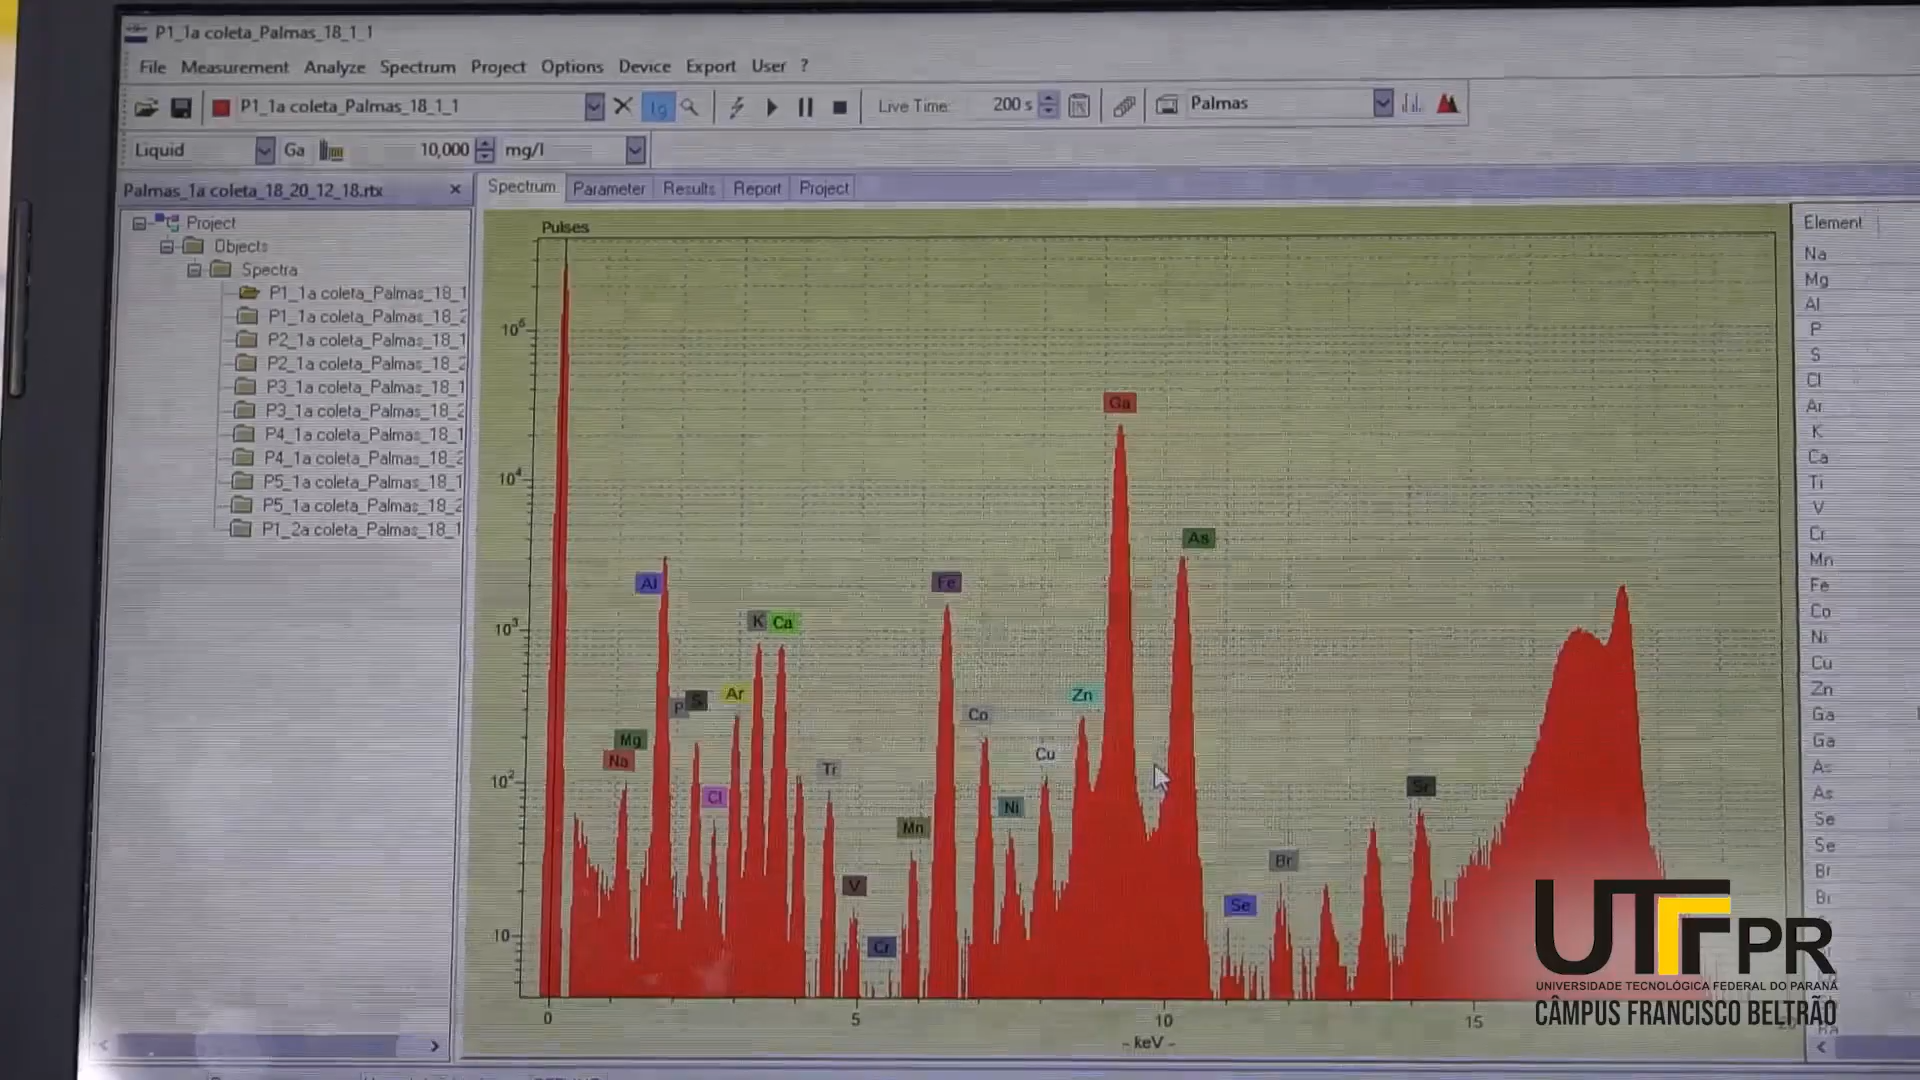 P1_1a coleta_Palmas_18_1_1
File Measurement Analyze Spectrum Project Options Device Export User ?
P1_1a coleta_Palmas_18_1_1 lg Live Time: 200 s Palmas
Liquid Ga 10,000 mg/l
Palmas_1a coleta_18_20_12_18.rtx
Project
Objects
Spectra
P1_1a coleta_Palmas_18_1
P1_1a coleta_Palmas_18_2
P2_1a coleta_Palmas_18_1
P2_1a coleta_Palmas_18_2
P3_1a coleta_Palmas_18_1
P3_1a coleta_Palmas_18_2
P4_1a coleta_Palmas_18_1
P4_1a coleta_Palmas_18_2
P5_1a coleta_Palmas_18_1
P5_1a coleta_Palmas_18_2
P1_2a coleta_Palmas_18_1
Spectrum Parameter Results Report Project
Pulses
Ga
10⁴
As
Al
Fe
K Ca
10³
Ar
Zn
P S
Co
Mg
Cu
Na
Ti
10²
Sr
Cl
Ni
Mn
Br
V
Se
Cr
10
0 5 10 15
- keV -
Element
Na
Mg
Al
P
S
Cl
Ar
K
Ca
Ti
V
Cr
Mn
Fe
Co
Ni
Cu
Zn
Ga
Ga
As
As
Se
Se
Br
Br
UTFPR
UNIVERSIDADE TECNOLÓGICA FEDERAL DO PARANÁ
CÂMPUS FRANCISCO BELTRÃO